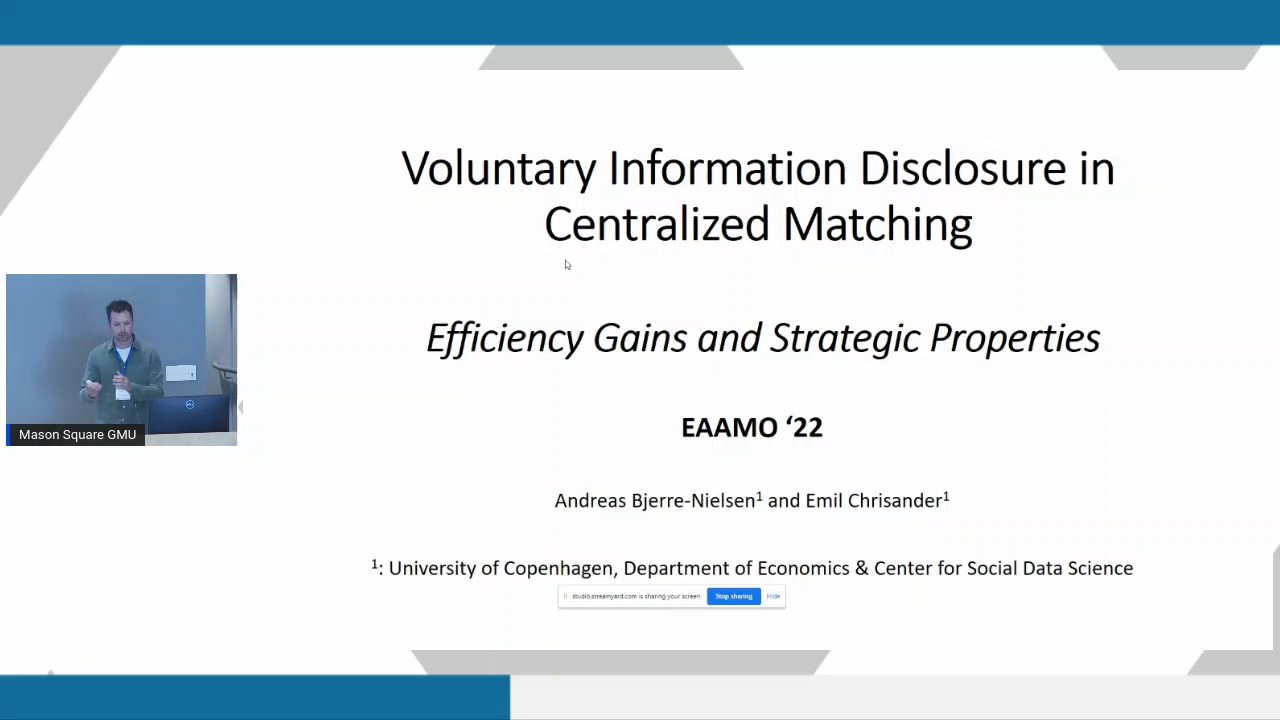 Voluntary Information Disclosure in
Centralized Matching
Efficiency Gains and Strategic Properties
EAAMO ‘22
Andreas Bjerre-Nielsen¹ and Emil Chrisander¹
¹: University of Copenhagen, Department of Economics & Center for Social Data Science
studio.streamyard.com is sharing your screen. Stop sharing Hide
Mason Square GMU